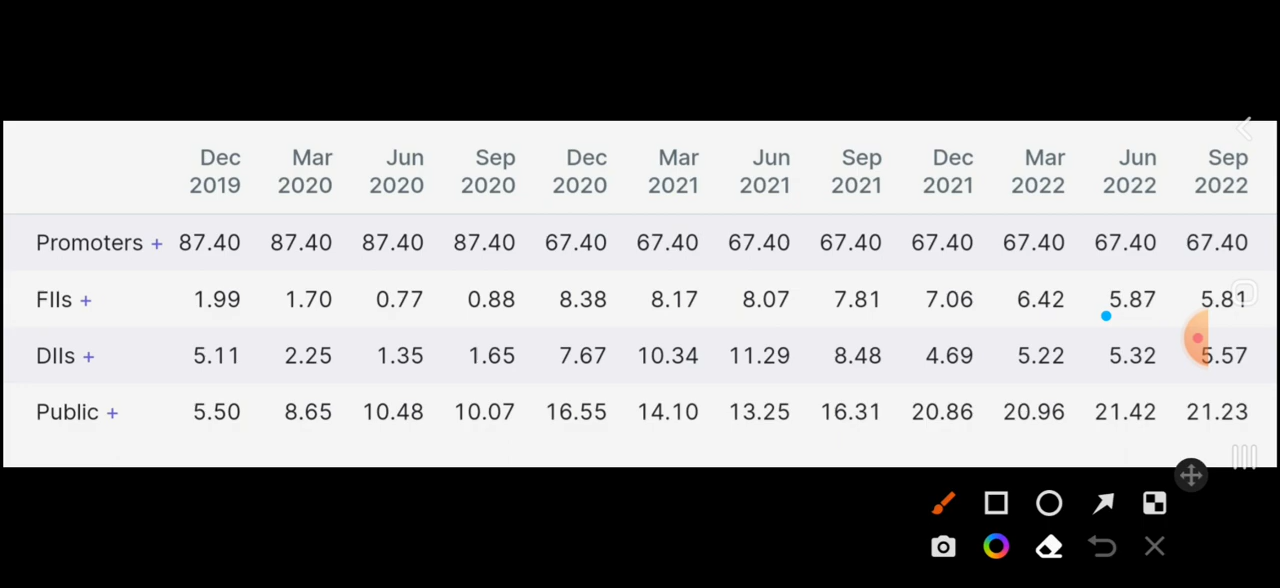 Dec 2019 Mar 2020 Jun 2020 Sep 2020 Dec 2020 Mar 2021 Jun 2021 Sep 2021 Dec 2021 Mar 2022 Jun 2022 Sep 2022
Promoters + 87.40 87.40 87.40 87.40 67.40 67.40 67.40 67.40 67.40 67.40 67.40 67.40
FIIs + 1.99 1.70 0.77 0.88 8.38 8.17 8.07 7.81 7.06 6.42 5.87 5.81
DIIs + 5.11 2.25 1.35 1.65 7.67 10.34 11.29 8.48 4.69 5.22 5.32 5.57
Public + 5.50 8.65 10.48 10.07 16.55 14.10 13.25 16.31 20.86 20.96 21.42 21.23